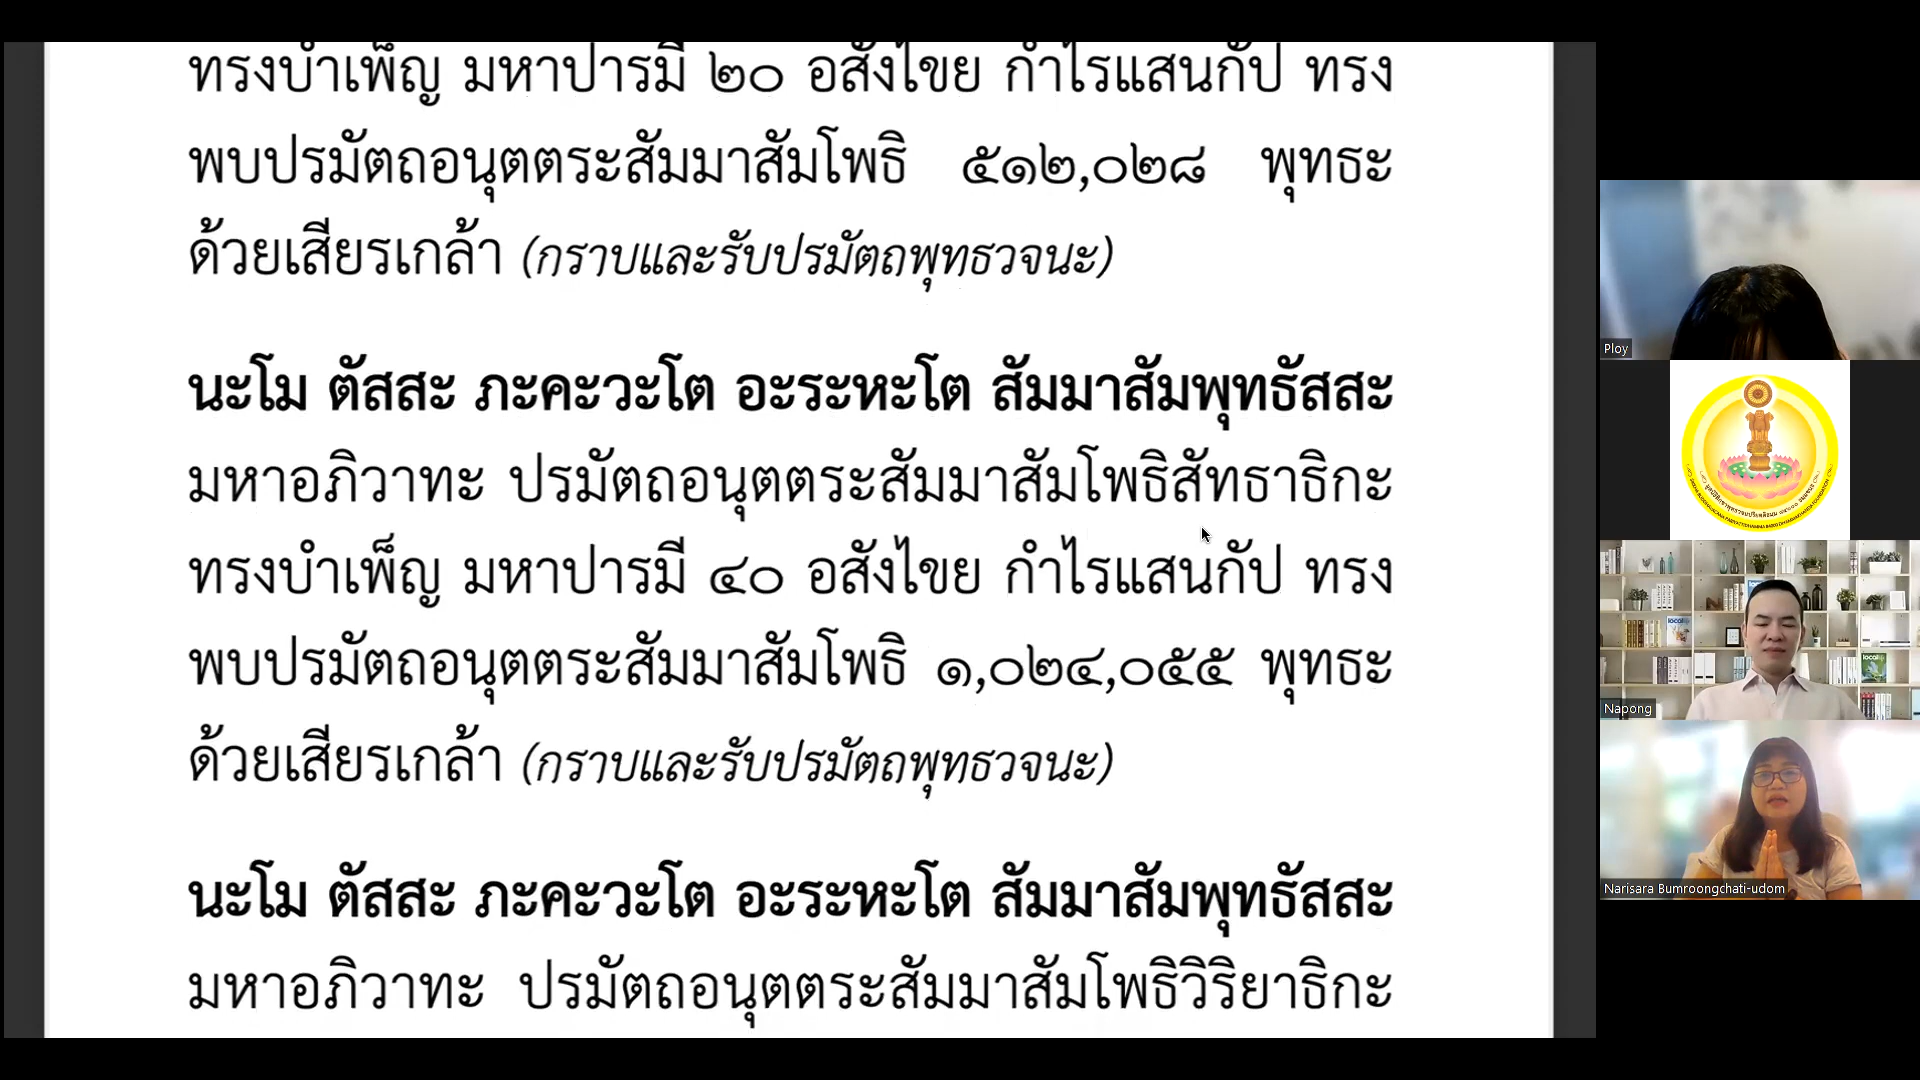 ทรงบำเพ็ญ มหาปารมี ๒๐ อสังไขย กำไรแสนกัป ทรง
พบปรมัตถอนุตตระสัมมาสัมโพธิ ๕๑๒,๐๒๘ พุทธะ
ด้วยเสียรเกล้า (กราบและรับปรมัตถพุทธวจนะ)
นะโม ตัสสะ ภะคะวะโต อะระหะโต สัมมาสัมพุทธัสสะ
มหาอภิวาทะ ปรมัตถอนุตตระสัมมาสัมโพธิสัทธาธิกะ
ทรงบำเพ็ญ มหาปารมี ๔๐ อสังไขย กำไรแสนกัป ทรง
พบปรมัตถอนุตตระสัมมาสัมโพธิ ๑,๐๒๔,๐๕๕ พุทธะ
ด้วยเสียรเกล้า (กราบและรับปรมัตถพุทธวจนะ)
นะโม ตัสสะ ภะคะวะโต อะระหะโต สัมมาสัมพุทธัสสะ
มหาอภิวาทะ ปรมัตถอนุตตระสัมมาสัมโพธิวิริยาธิกะ
Ploy
Napong
Narisara Bumroongchati-udom